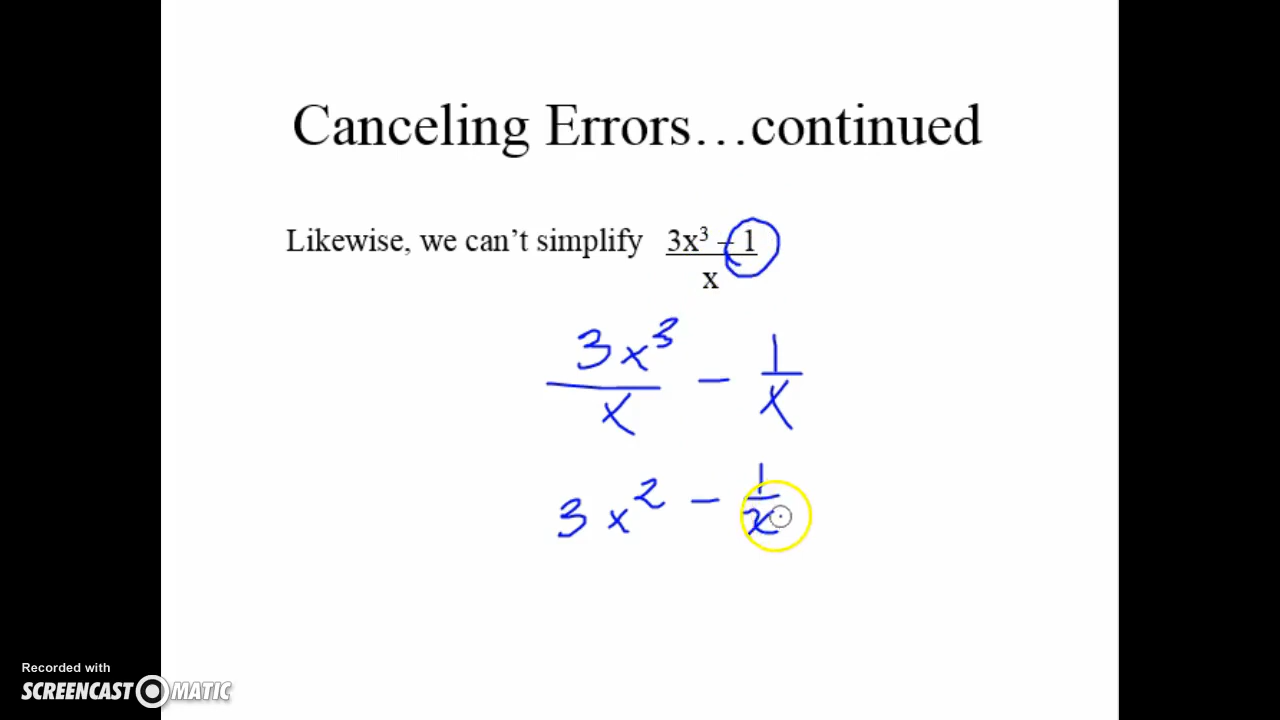 Canceling Errors…continued
Likewise, we can't simplify 3x³ – 1
x
3x³ – 1
x x
3x² – 1
x
Recorded with
SCREENCAST MATIC